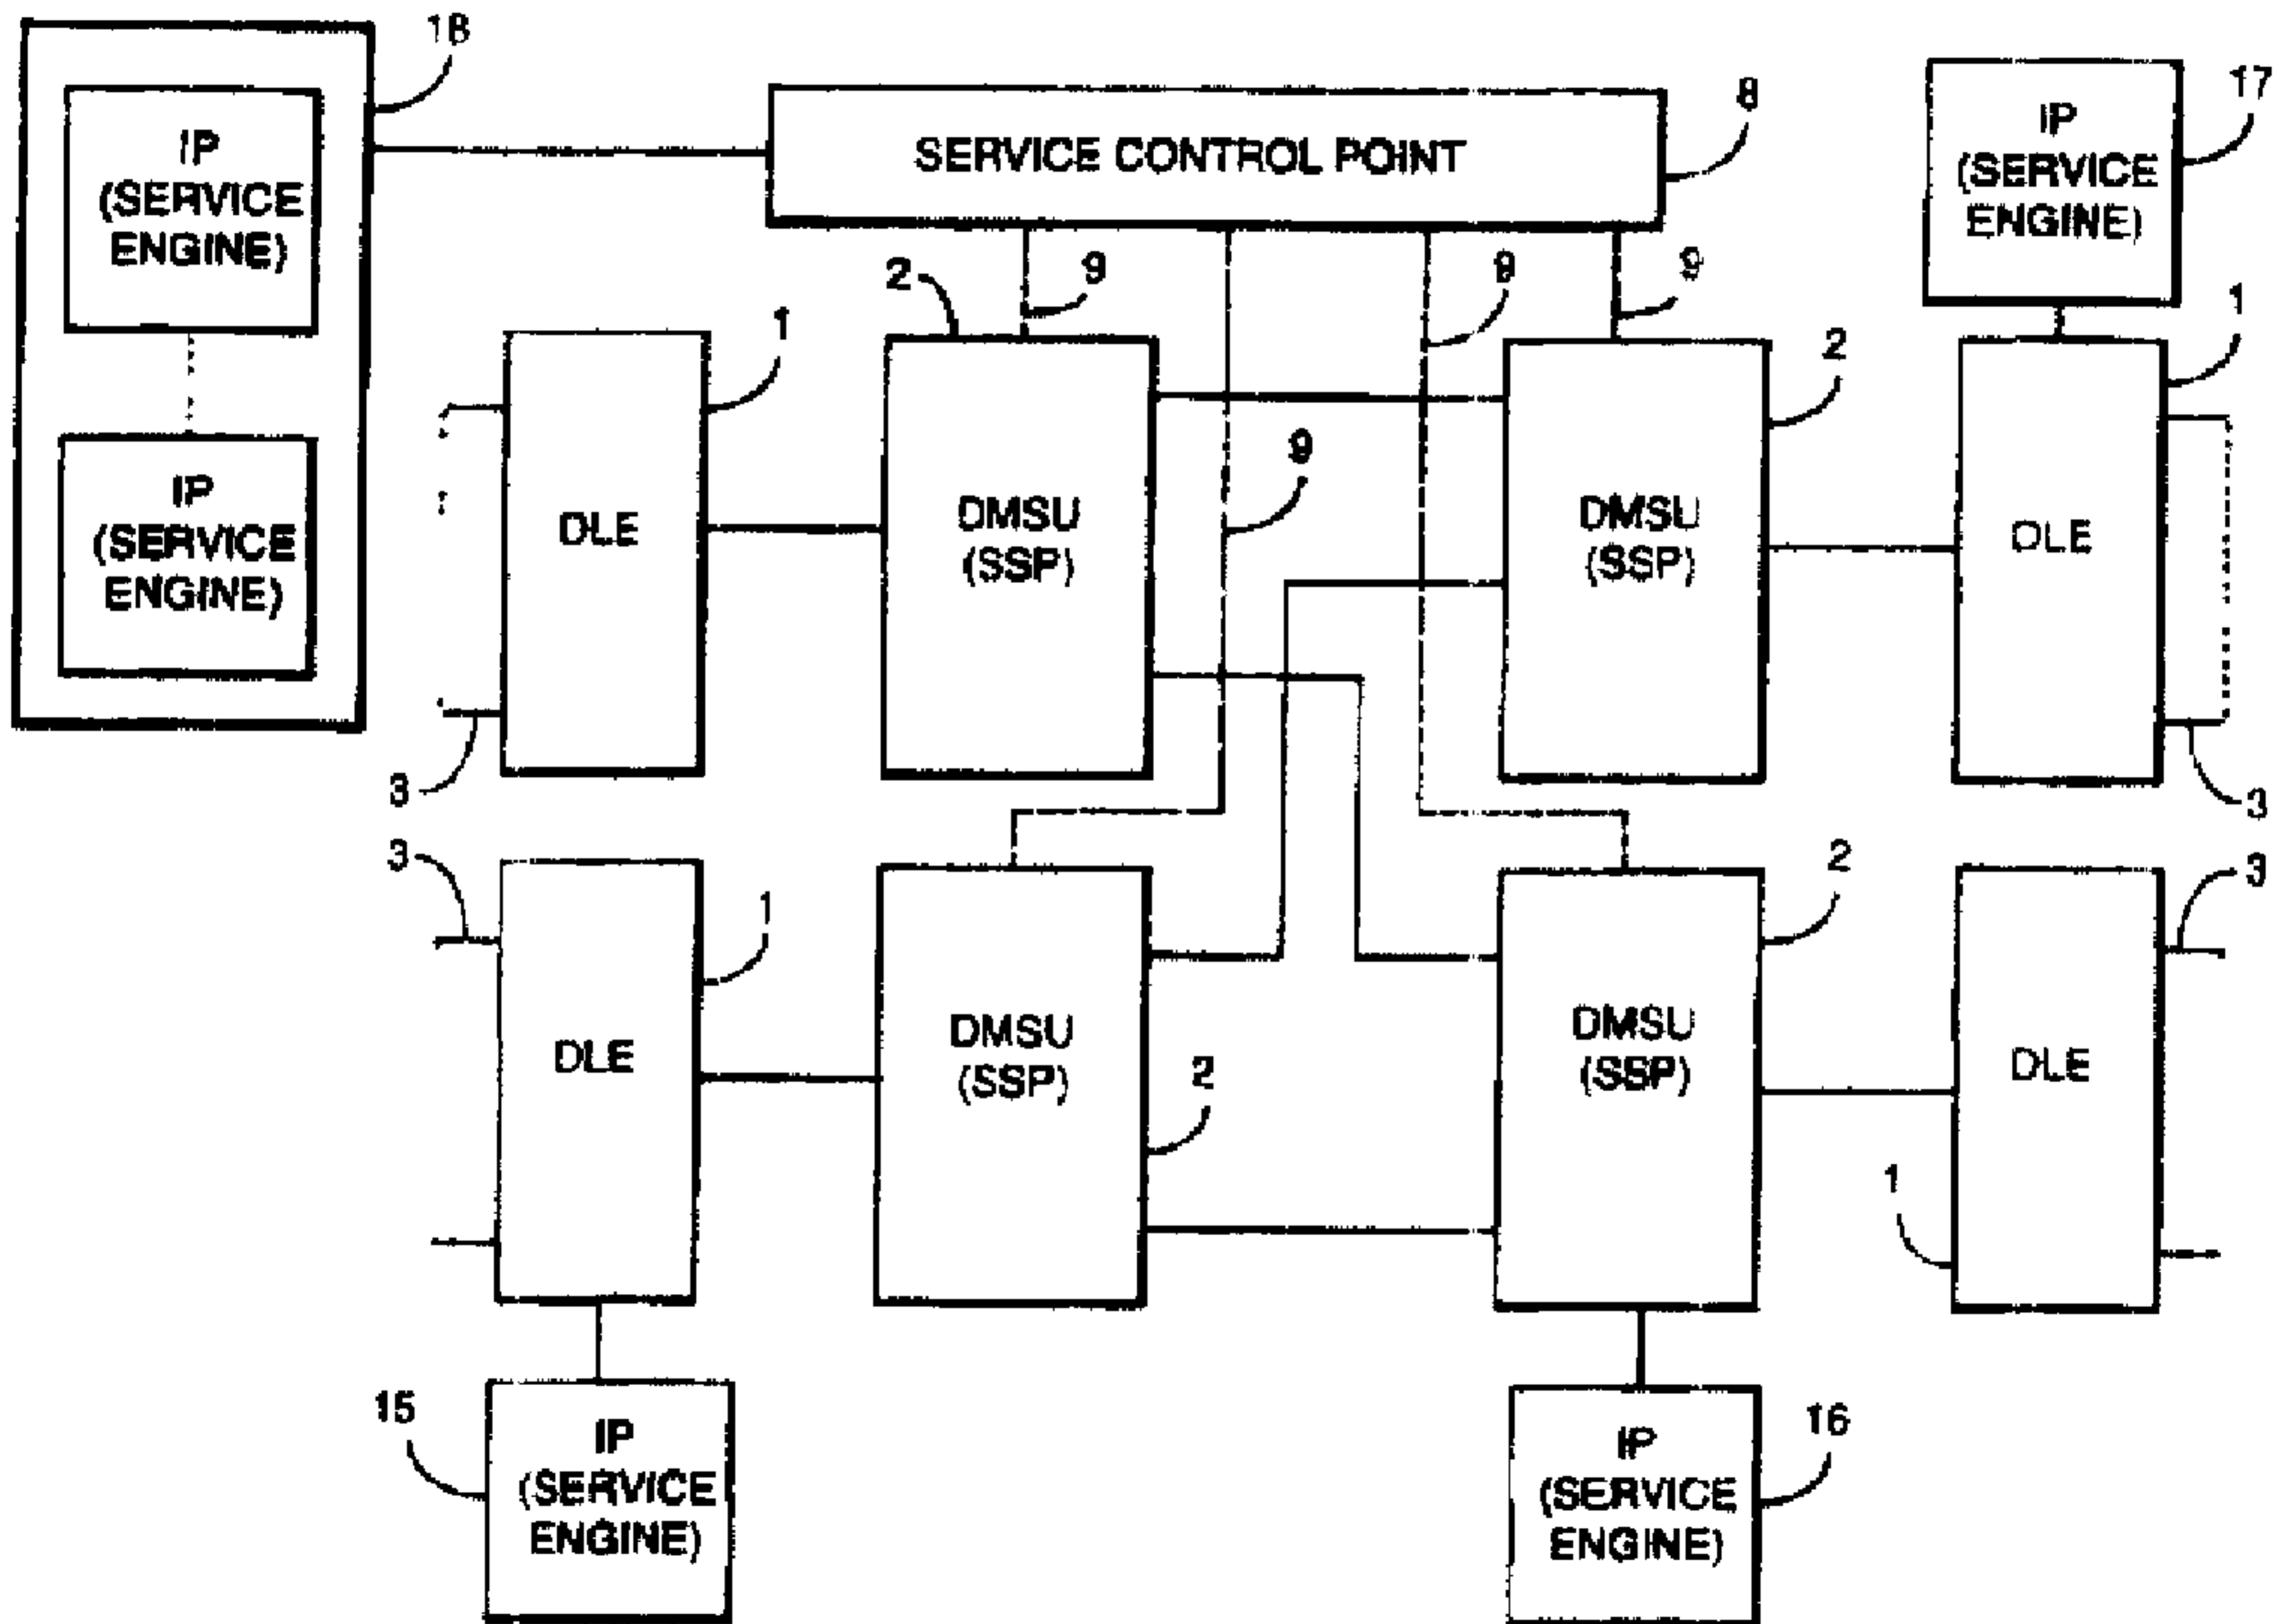 18
IP
(SERVICE
ENGINE)
IP
(SERVICE
ENGINE)
SERVICE CONTROL POINT
8
IP
(SERVICE
ENGINE)
17
2
9
9
9
9
1
DLE
3
DMSU
(SSP)
DMSU
(SSP)
2
DLE
1
3
3
DLE
1
DMSU
(SSP)
2
DMSU
(SSP)
2
DLE
3
1
15
IP
(SERVICE
ENGINE)
IP
(SERVICE
ENGINE)
16